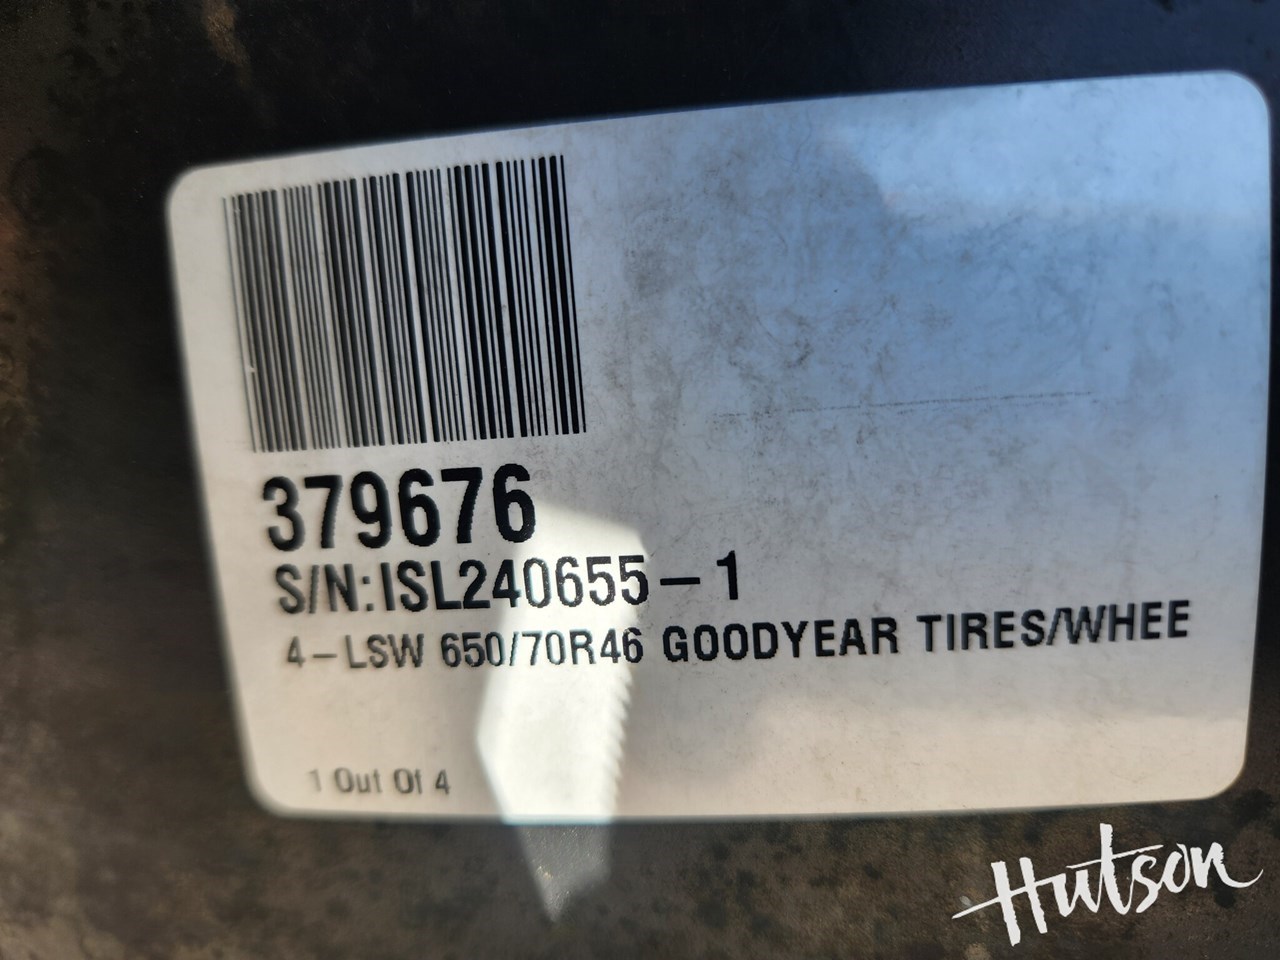 379676
S/N:ISL240655-1
4-LSW 650/70R46 GOODYEAR TIRES/WHEE
1 Out Of 4
Hutson